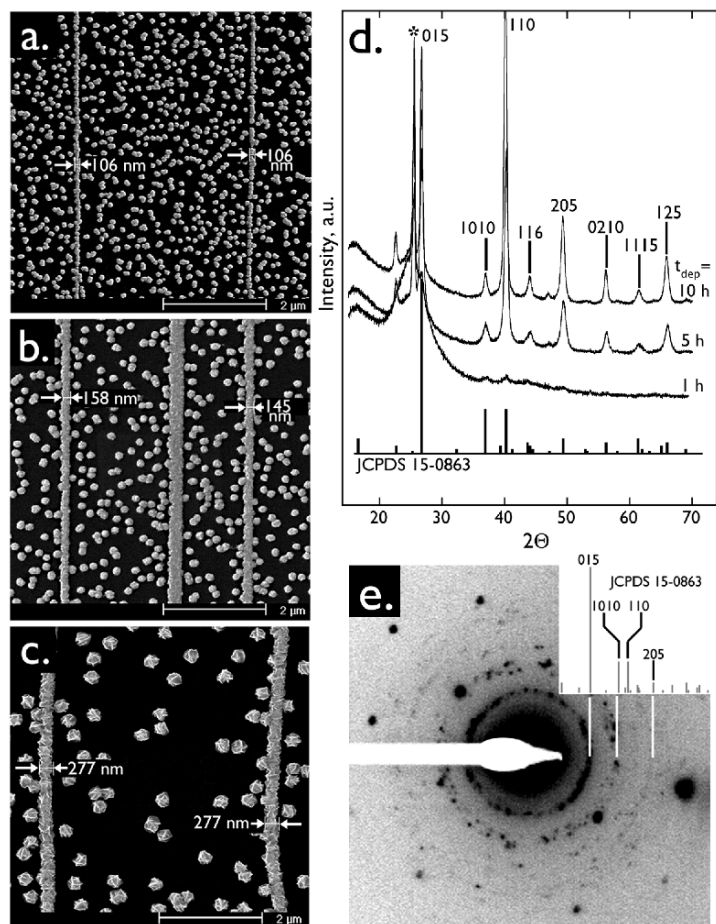 a.
106 nm
106
nm
2 µm
b.
158 nm
145
nm
2 µm
c.
277 nm
277 nm
2 µm
d.
Intensity, a.u.
*
015
110
1010
116
205
0210
1115
125
t dep =
10 h
5 h
1 h
JCPDS 15-0863
20 30 40 50 60 70
2Θ
e.
015
JCPDS 15-0863
1010
110
205